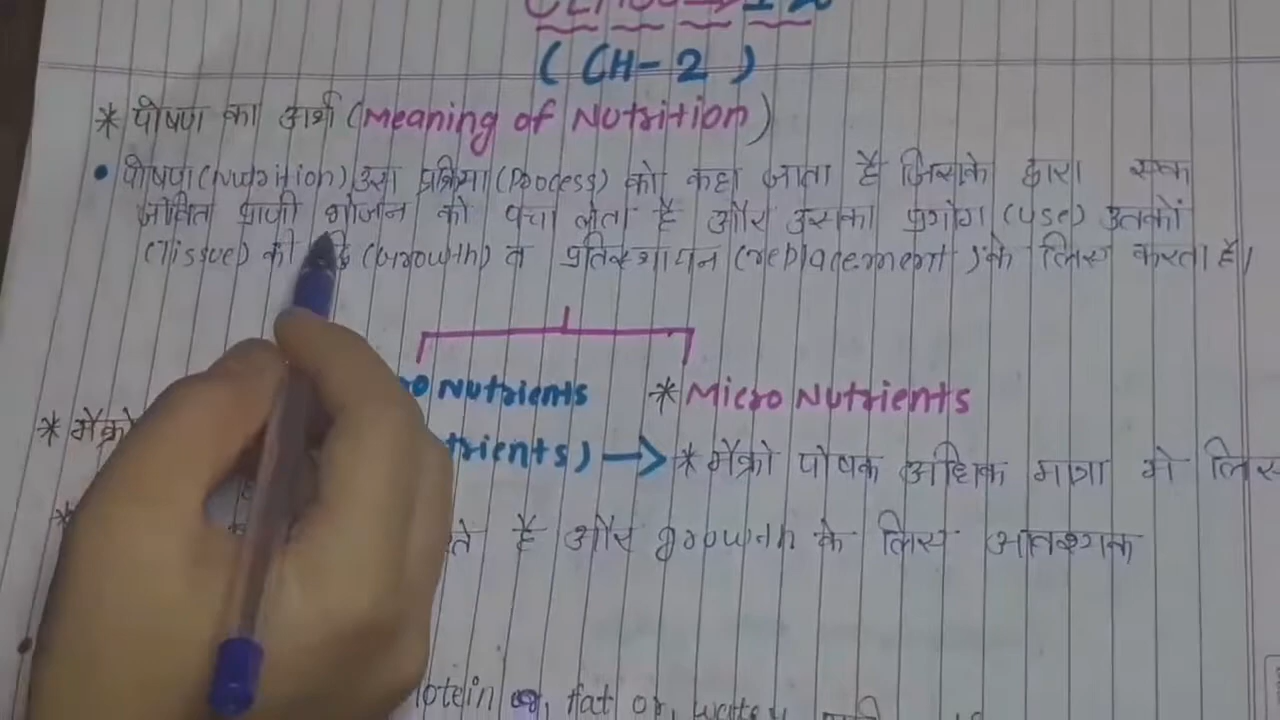 ( CH-2 )
* पोषण का अर्थ (Meaning of Nutrition)
• पोषण (Nutrition) उस प्रक्रिया (Process) को कहा जाता है जिसके द्वारा एक
जीवित प्राणी भोजन को पचा लेता है और उसका प्रयोग (use) उतकों
(Tissue) की (Growth) व प्रतिस्थापन (replacement) के लिए करता है।
Nutrients * Micro Nutrients
* मैक्रो trients) → * मैक्रो पोषक अधिक मात्रा मे लिए
ते है और growth के लिए आवश्यक
otein or, fat or, water